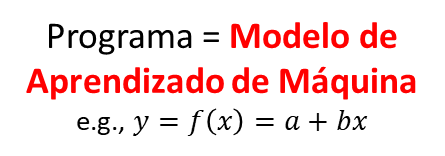 Programa = Modelo de
Aprendizado de Máquina
e.g., 𝑦 = 𝑓(𝑥) = 𝑎 + 𝑏𝑥